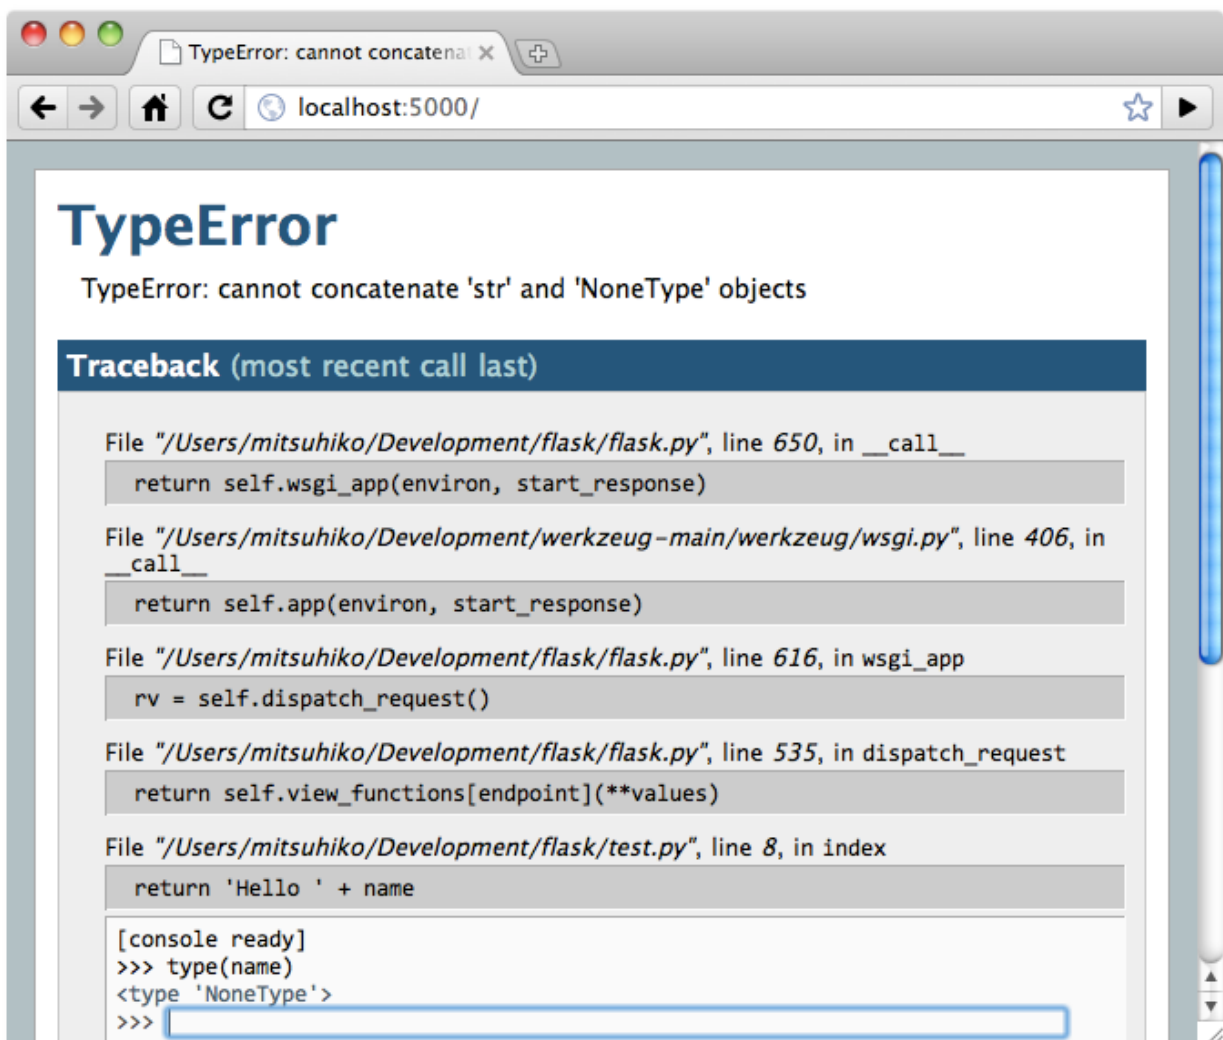 TypeError: cannot concatena
localhost:5000/
TypeError
TypeError: cannot concatenate 'str' and 'NoneType' objects
Traceback (most recent call last)
File "/Users/mitsuhiko/Development/flask/flask.py", line 650, in __call__
return self.wsgi_app(environ, start_response)
File "/Users/mitsuhiko/Development/werkzeug-main/werkzeug/wsgi.py", line 406, in
__call__
return self.app(environ, start_response)
File "/Users/mitsuhiko/Development/flask/flask.py", line 616, in wsgi_app
rv = self.dispatch_request()
File "/Users/mitsuhiko/Development/flask/flask.py", line 535, in dispatch_request
return self.view_functions[endpoint](**values)
File "/Users/mitsuhiko/Development/flask/test.py", line 8, in index
return 'Hello ' + name
[console ready]
>>> type(name)
<type 'NoneType'>
>>>